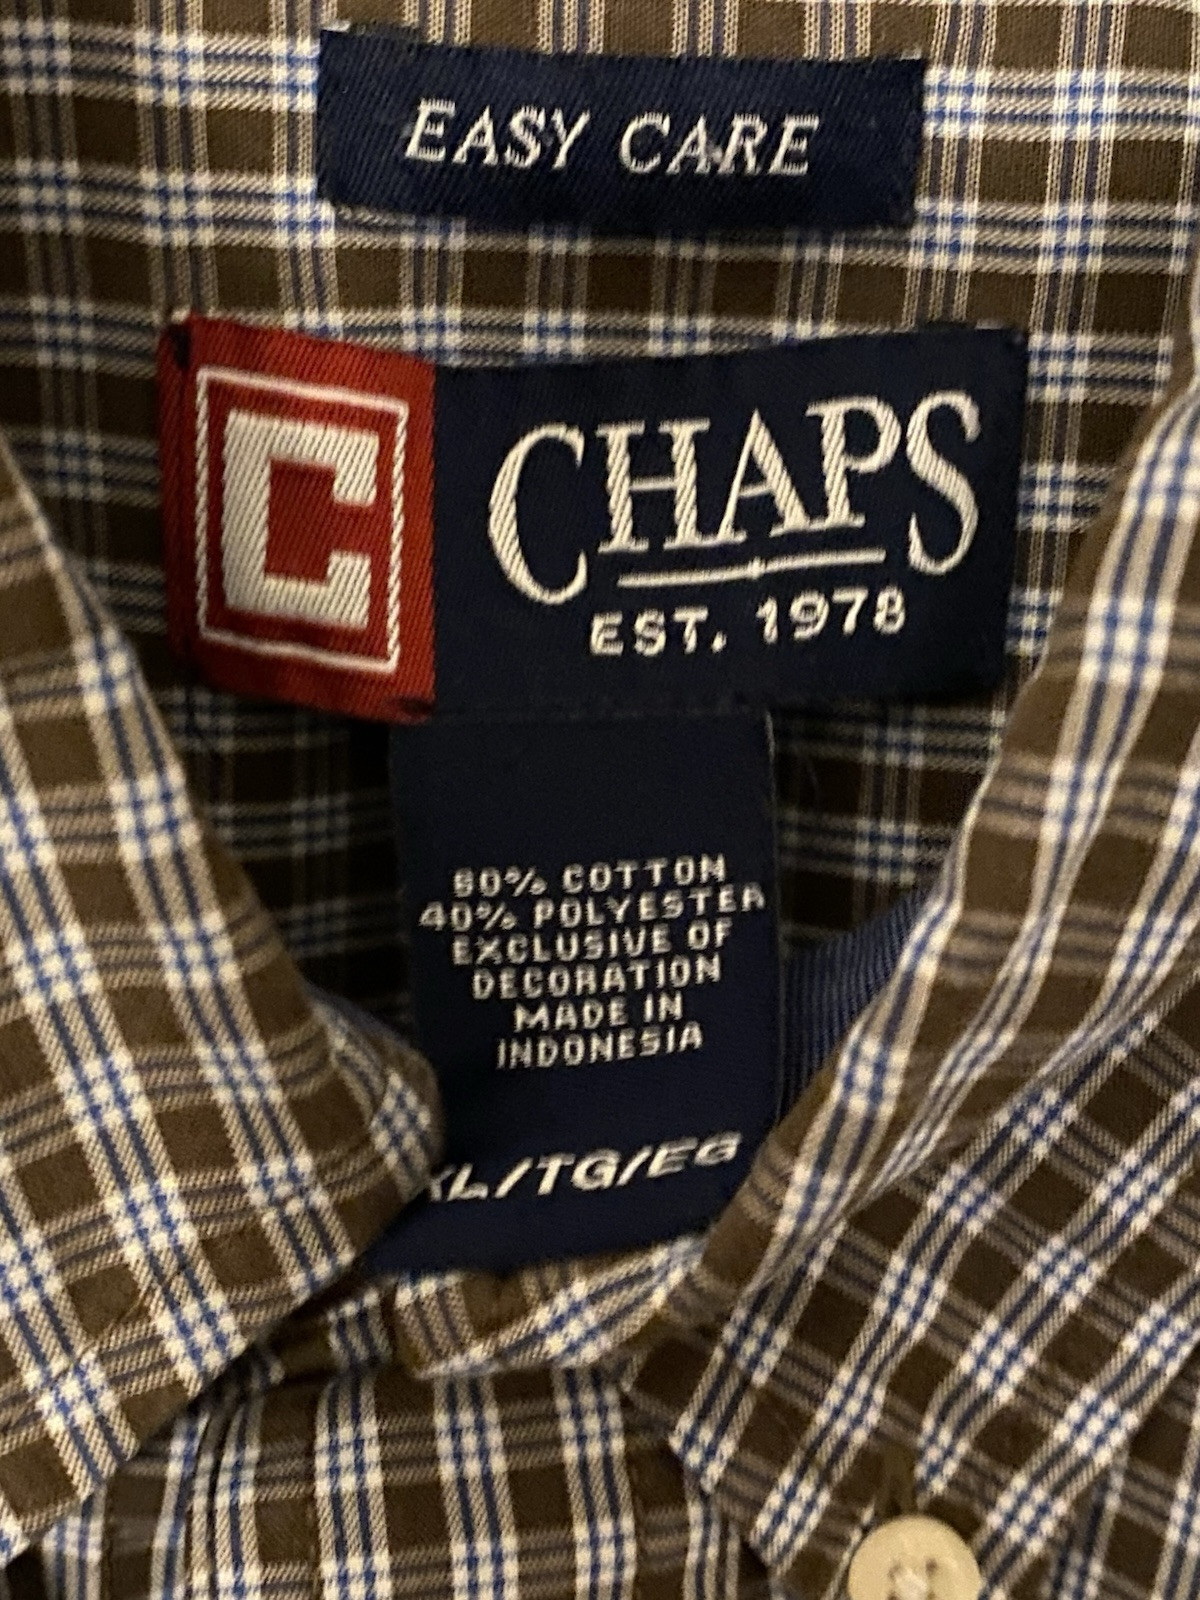 EASY CARE
C
CHAPS
EST. 1978
60% COTTON
40% POLYESTER
EXCLUSIVE OF
DECORATION
MADE IN
INDONESIA
XL/TG/EG